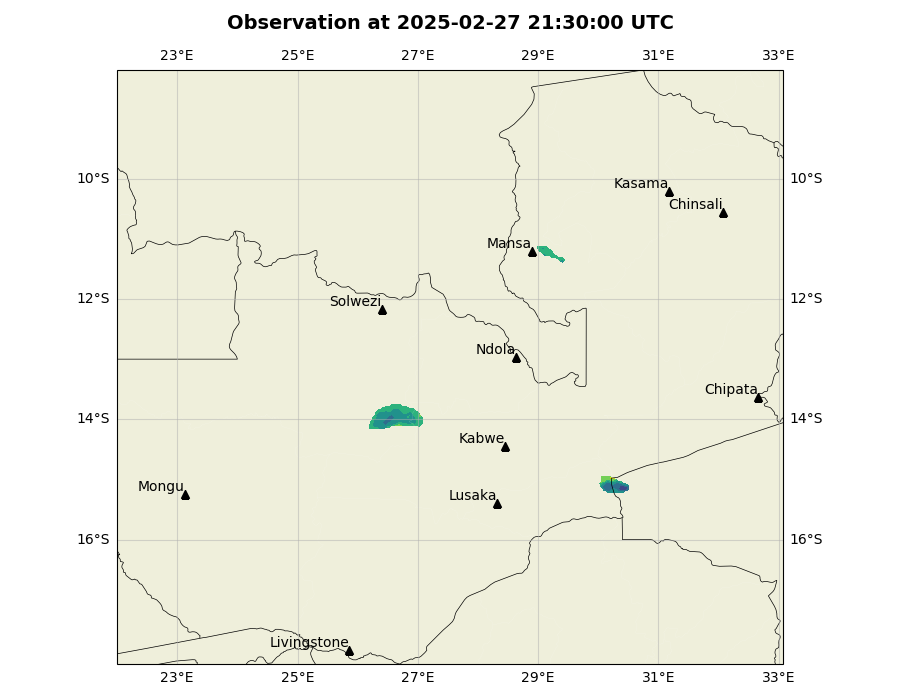 Observation at 2025-02-27 21:30:00 UTC
23°E 25°E 27°E 29°E 31°E 33°E
10°S 10°S
Kasama
Chinsali
Mansa
12°S 12°S
Solwezi
Ndola
Chipata
14°S 14°S
Kabwe
Mongu
Lusaka
16°S 16°S
Livingstone
23°E 25°E 27°E 29°E 31°E 33°E